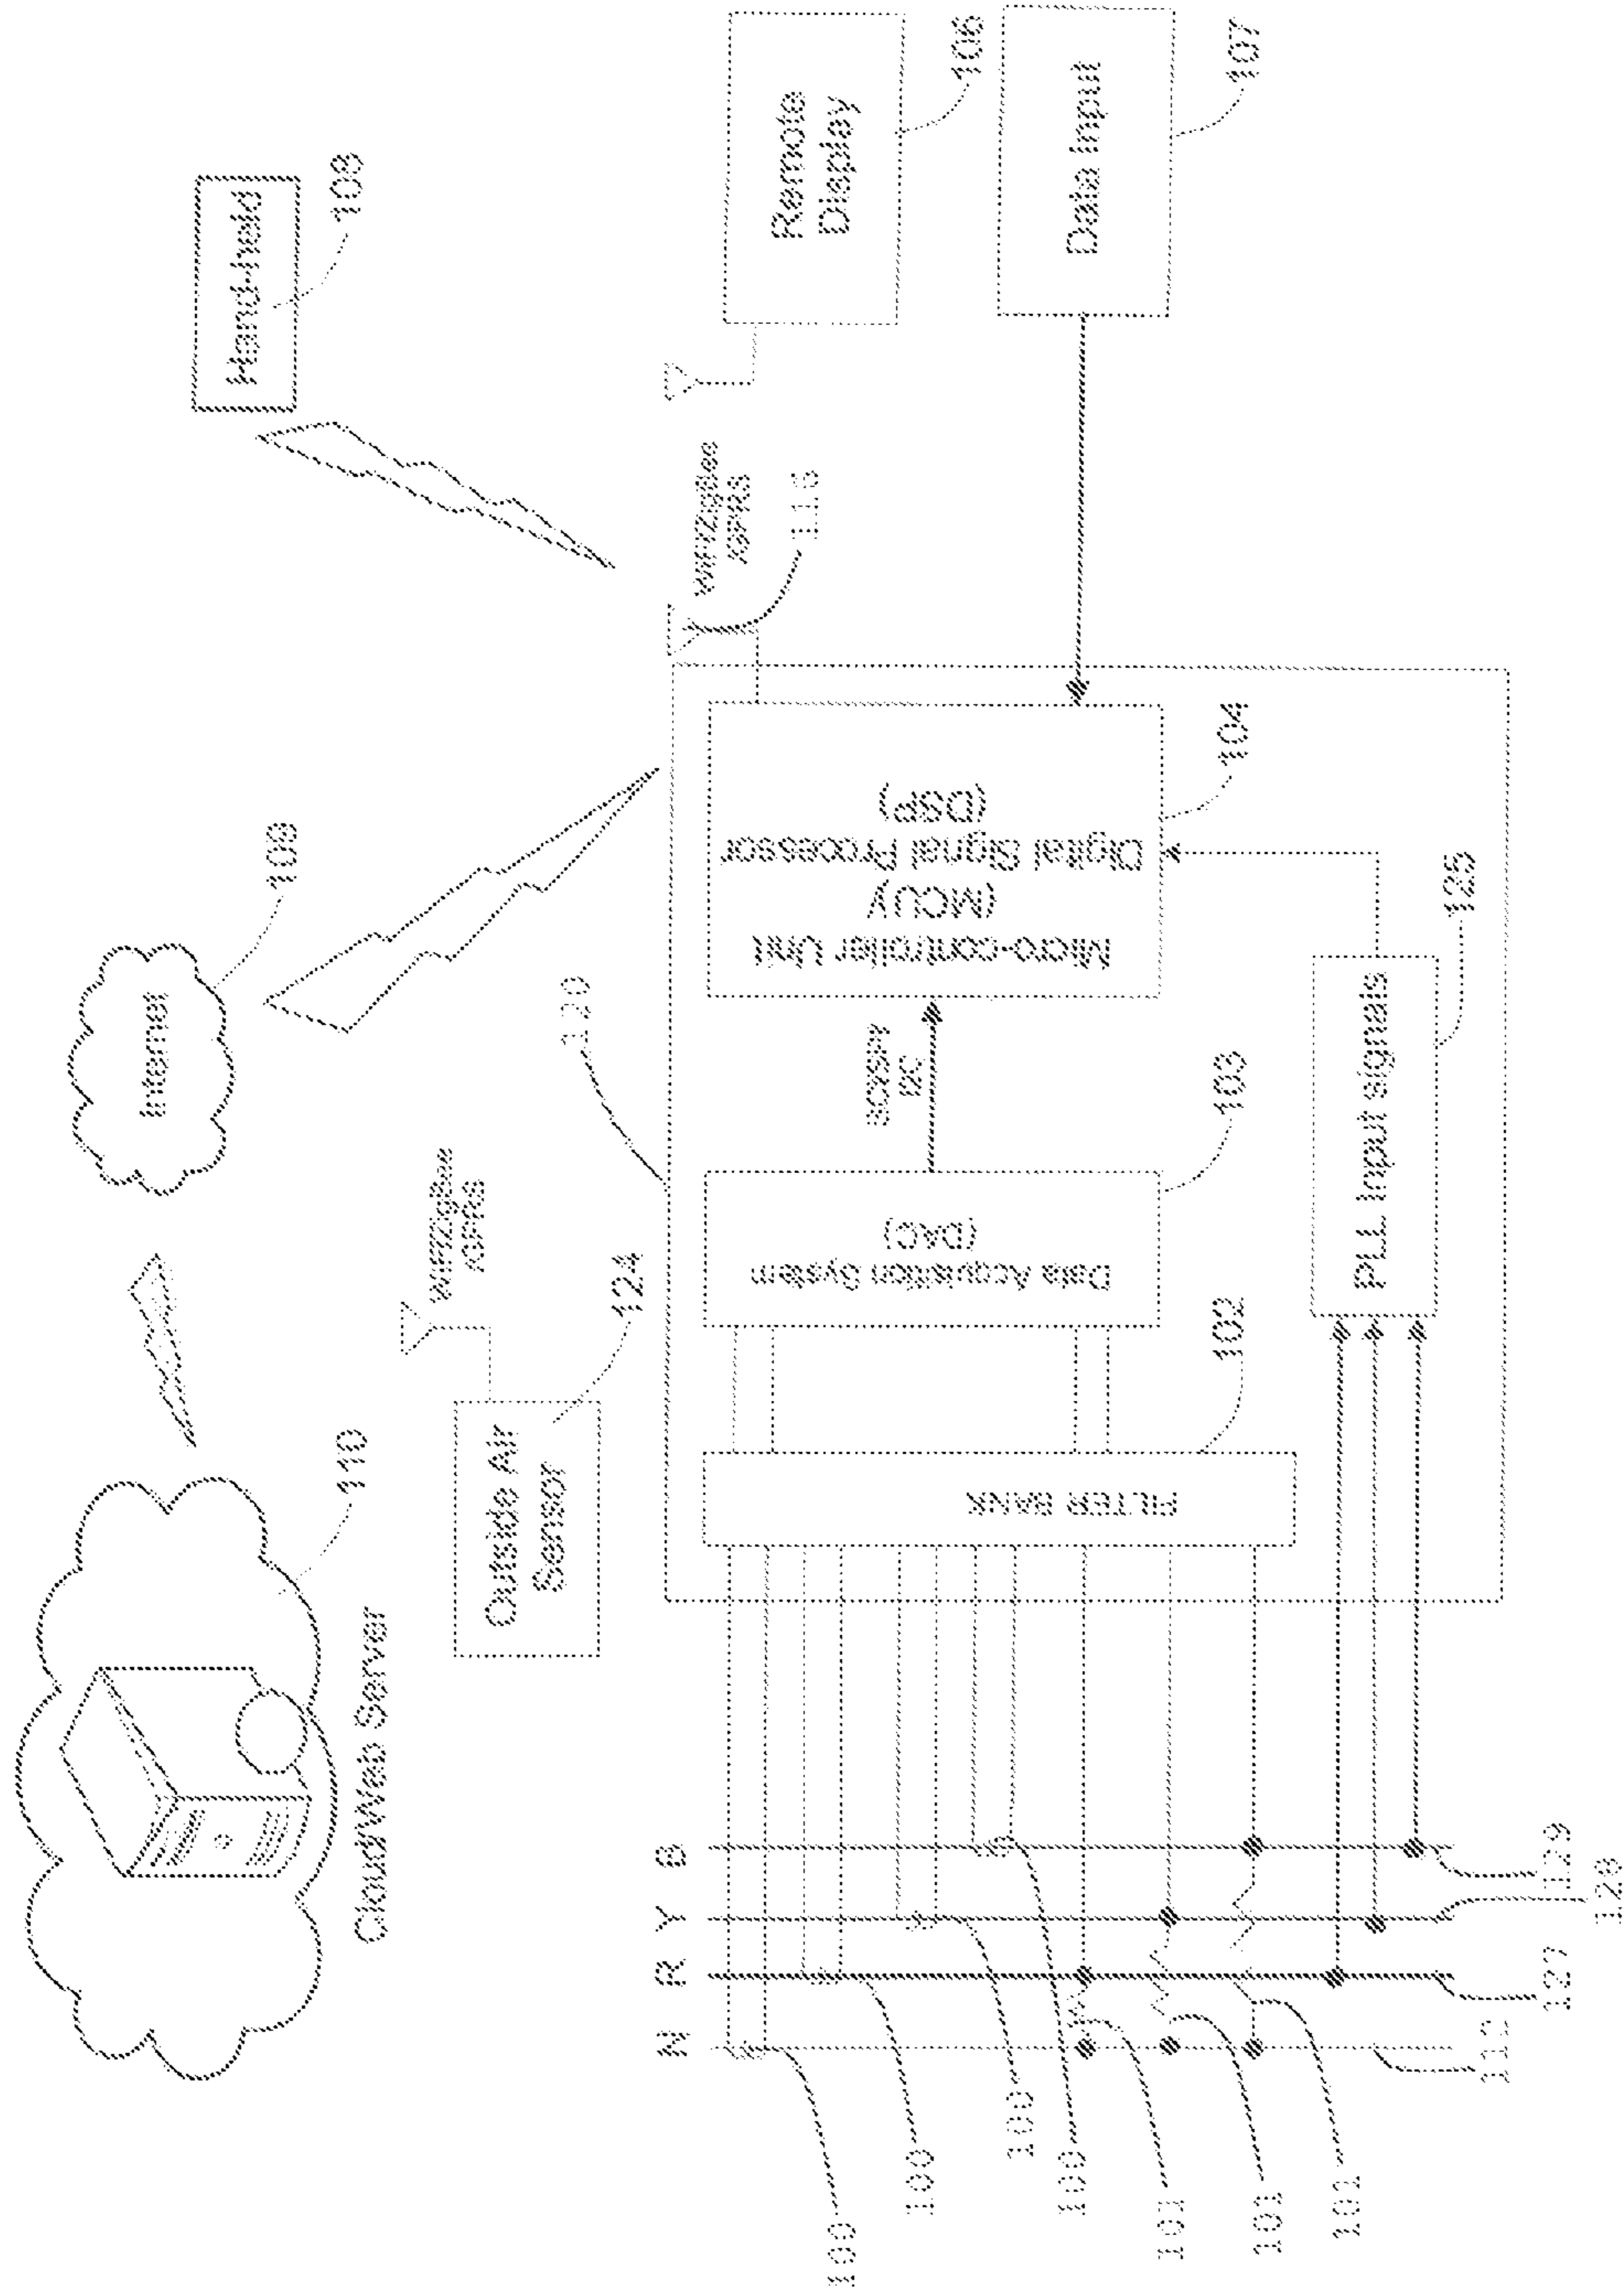 Cloud/Web Server
110
Internet
108
Hand-held
108
Outside Air
Sensor
124
WIFI/ZigBee
/GPRS
120
WIFI/ZigBee
/GPRS
116
Remote
Display
106
Data Input
107
FILTER BANK
102
Data Acquisition System
(DAC)
103
I2C
Micro-controller Unit
(MCUY
Digital Signal Processor
(DSP)
104
PLL Input signals
125
N
R
Y
B
100
100
100
100
101
101
101
112
127
128
129